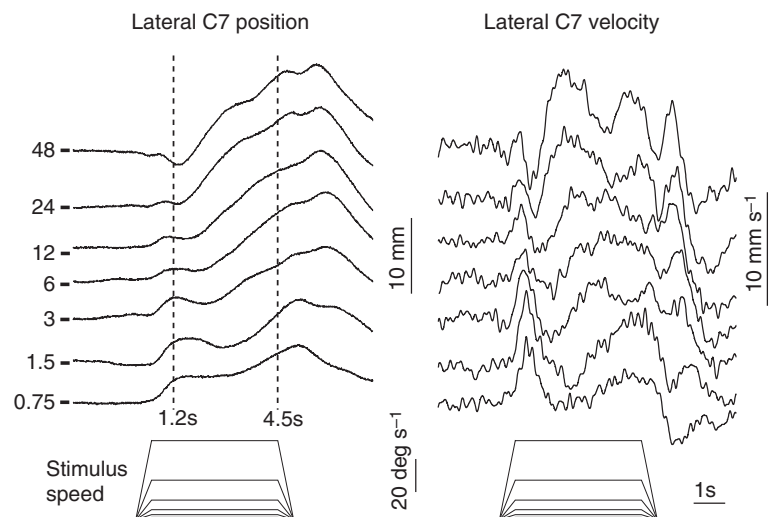 Lateral C7 position
Lateral C7 velocity
48
24
12
6
3
1.5
0.75
1.2s
4.5s
10 mm
10 mm s⁻¹
Stimulus
speed
20 deg s⁻¹
1s